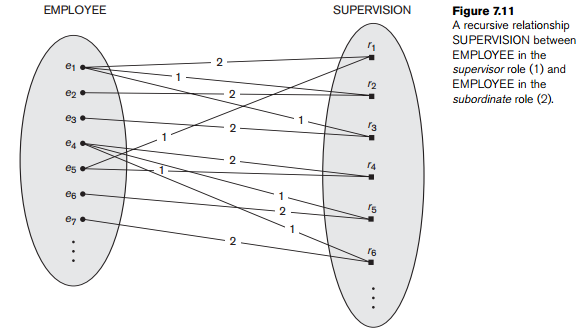 EMPLOYEE
SUPERVISION
e1
e2
e3
e4
e5
e6
e7
2
1
2
1
2
1
2
1
1
2
1
2
r1
r2
r3
r4
r5
r6
Figure 7.11
A recursive relationship
SUPERVISION between
EMPLOYEE in the
supervisor role (1) and
EMPLOYEE in the
subordinate role (2).